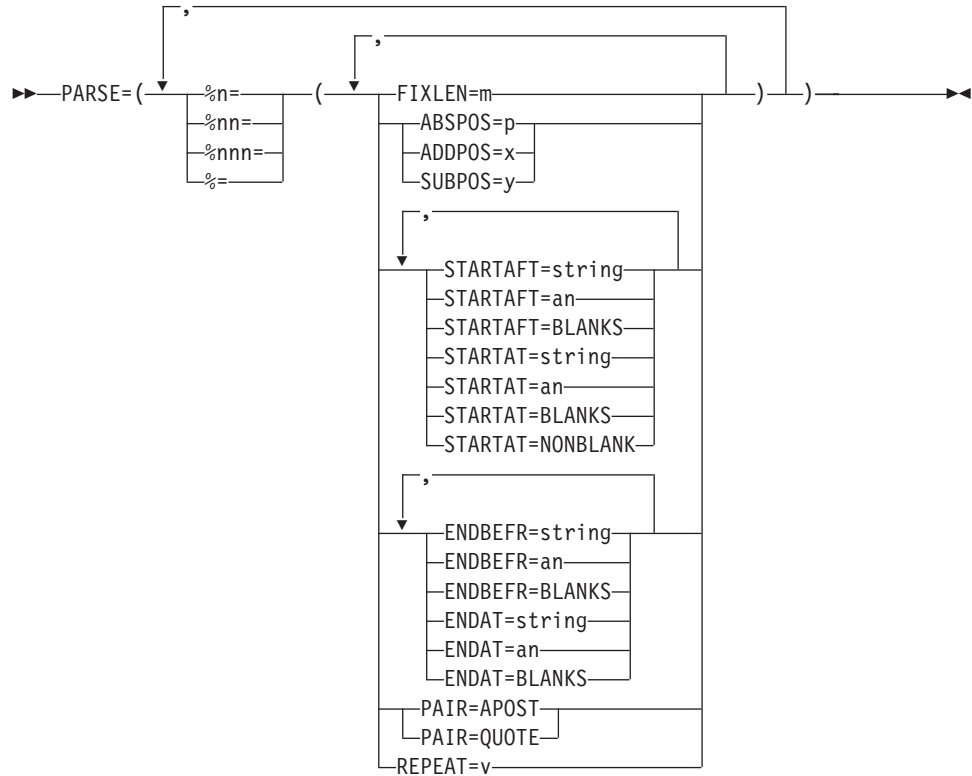 ,
,
PARSE=( %n= ( FIXLEN=m ) )
%nn= ABSPOS=p
%nnn= ADDPOS=x
%= SUBPOS=y
,
STARTAFT=string
STARTAFT=an
STARTAFT=BLANKS
STARTAT=string
STARTAT=an
STARTAT=BLANKS
STARTAT=NONBLANK
,
ENDBEFR=string
ENDBEFR=an
ENDBEFR=BLANKS
ENDAT=string
ENDAT=an
ENDAT=BLANKS
PAIR=APOST
PAIR=QUOTE
REPEAT=v